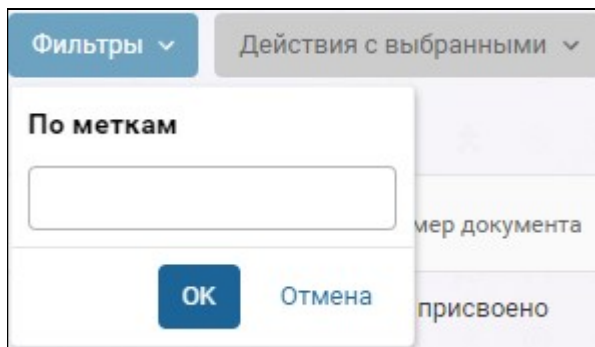 Фильтры
Действия с выбранными
По меткам
мер документа
OK
Отмена
присвоено